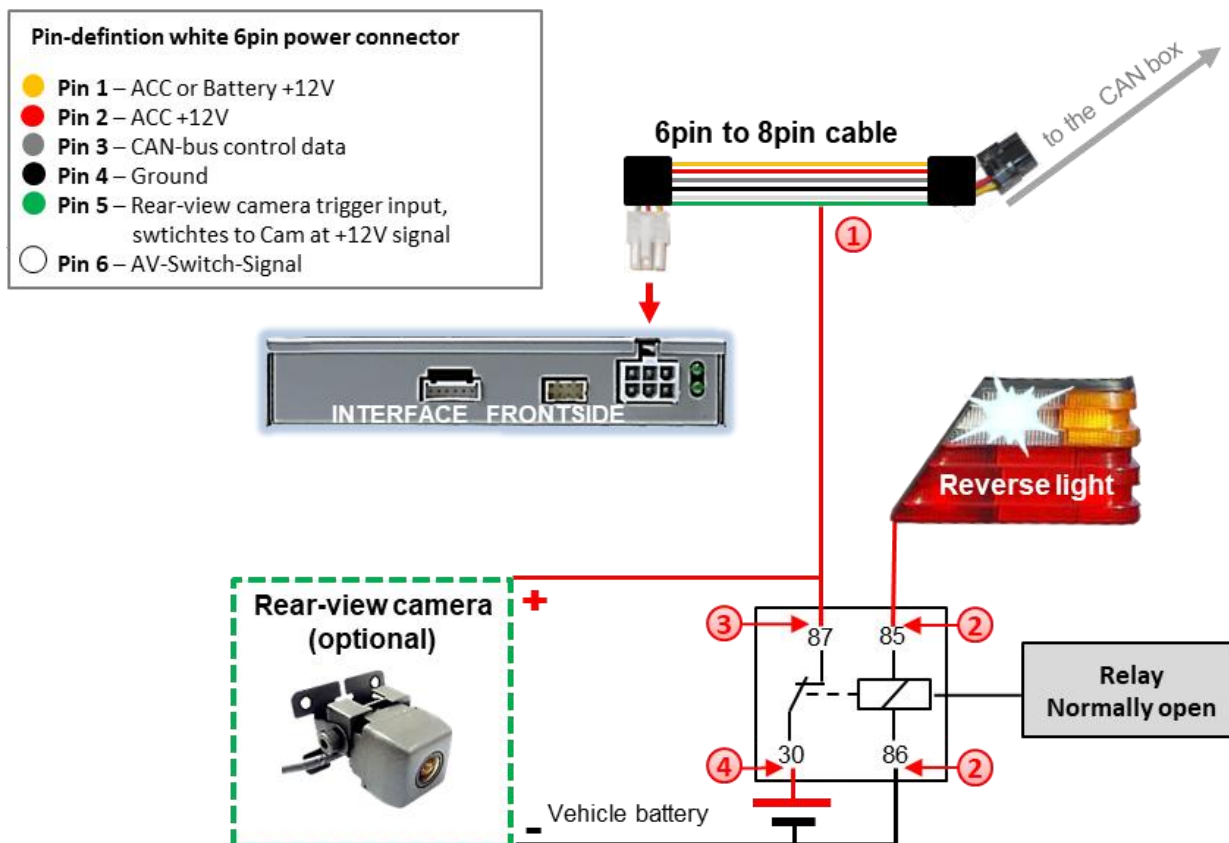 Pin-defintion white 6pin power connector
Pin 1 – ACC or Battery +12V
Pin 2 – ACC +12V
Pin 3 – CAN-bus control data
Pin 4 – Ground
Pin 5 – Rear-view camera trigger input,
swtichtes to Cam at +12V signal
Pin 6 – AV-Switch-Signal
6pin to 8pin cable
to the CAN box
1
INTERFACE FRONTSIDE
Reverse light
Rear-view camera
(optional)
+
3
87
85
2
Relay
Normally open
4
30
86
2
-
Vehicle battery